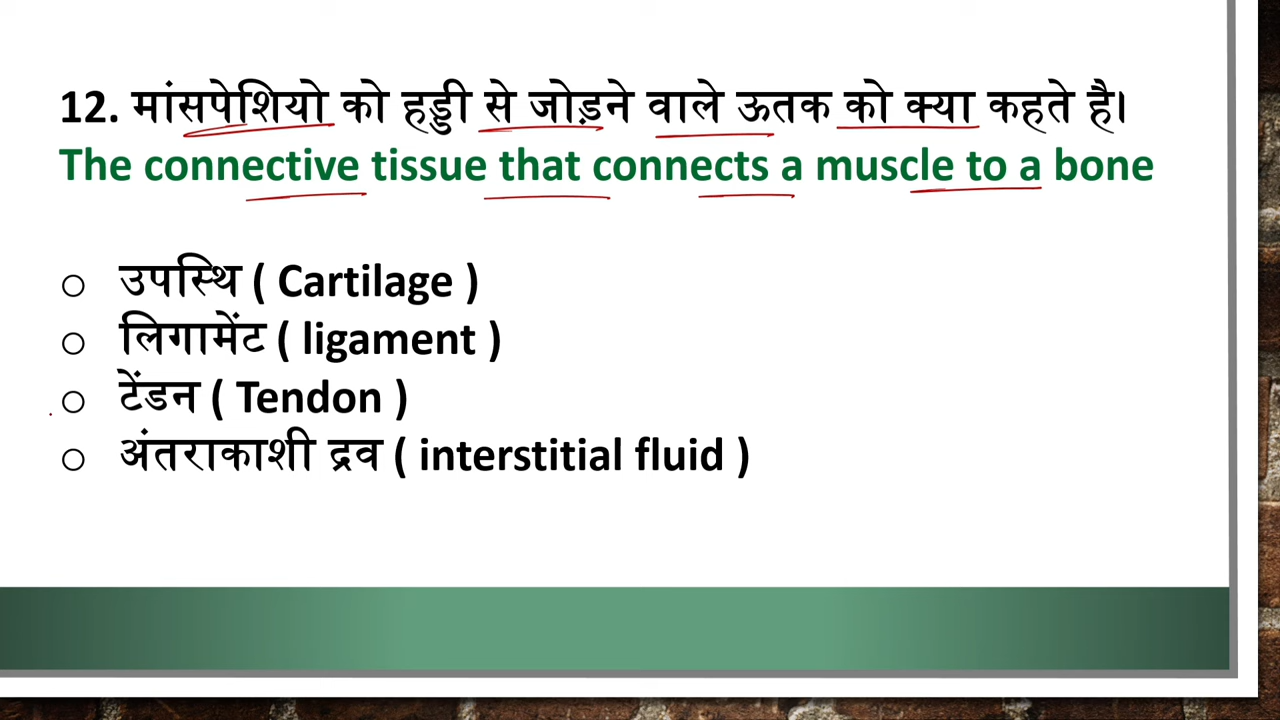 12. मांसपेशियो को हड्डी से जोड़ने वाले ऊतक को क्या कहते है।
The connective tissue that connects a muscle to a bone
उपस्थि ( Cartilage )
लिगामेंट ( ligament )
टेंडन ( Tendon )
अंतराकाशी द्रव ( interstitial fluid )